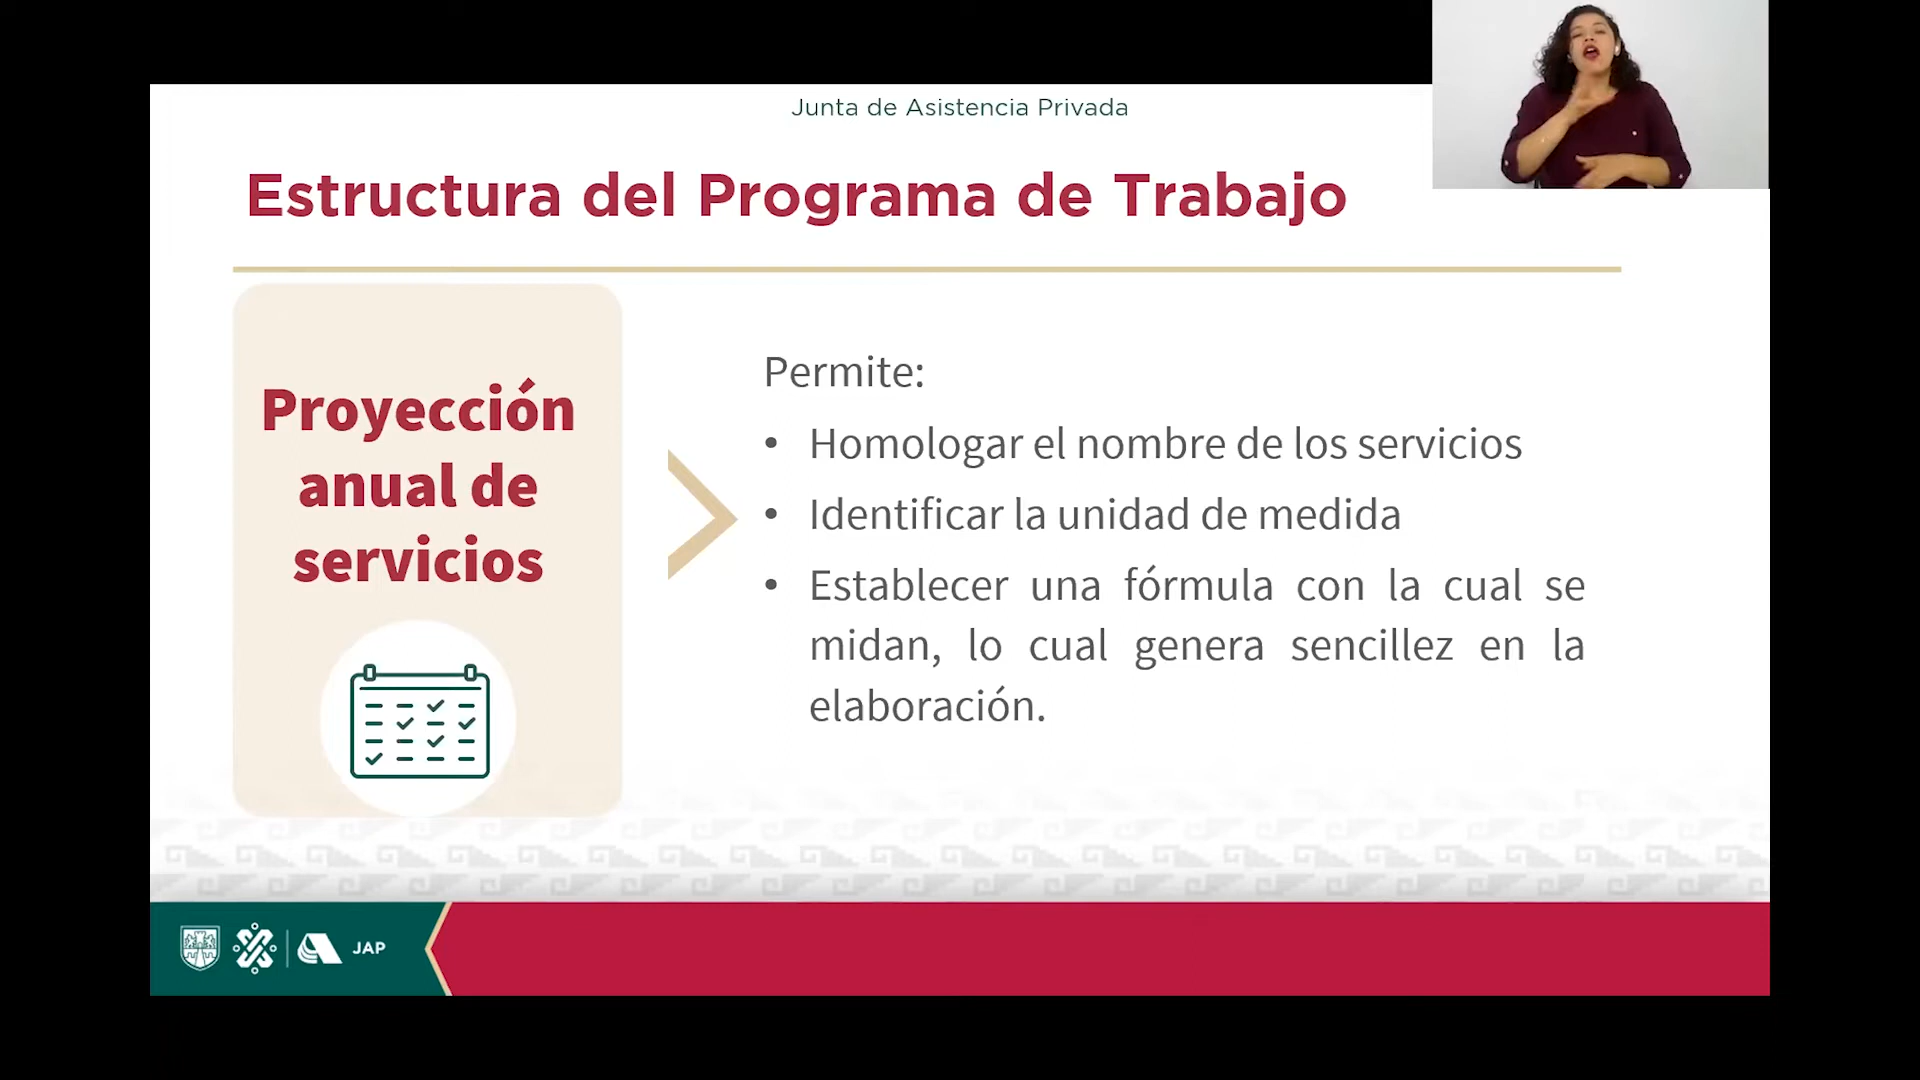 Junta de Asistencia Privada
Estructura del Programa de Trabajo
Proyección
anual de
servicios
Permite:
• Homologar el nombre de los servicios
• Identificar la unidad de medida
• Establecer una fórmula con la cual se
midan, lo cual genera sencillez en la
elaboración.
JAP